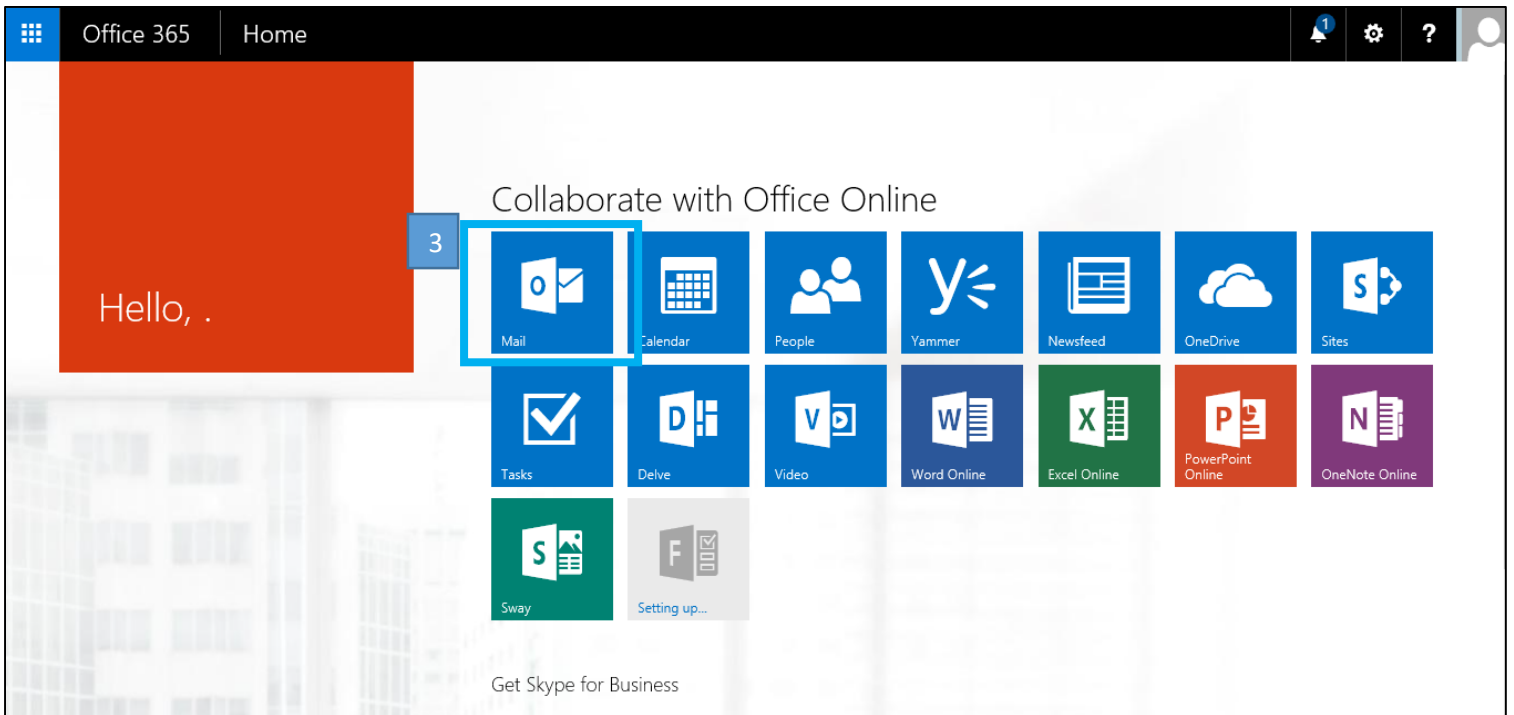 Office 365 Home 1 ?
Collaborate with Office Online
3
Hello, .
Mail Calendar People Yammer Newsfeed OneDrive Sites
Tasks Delve Video Word Online Excel Online PowerPoint Online OneNote Online
Sway Setting up...
Get Skype for Business